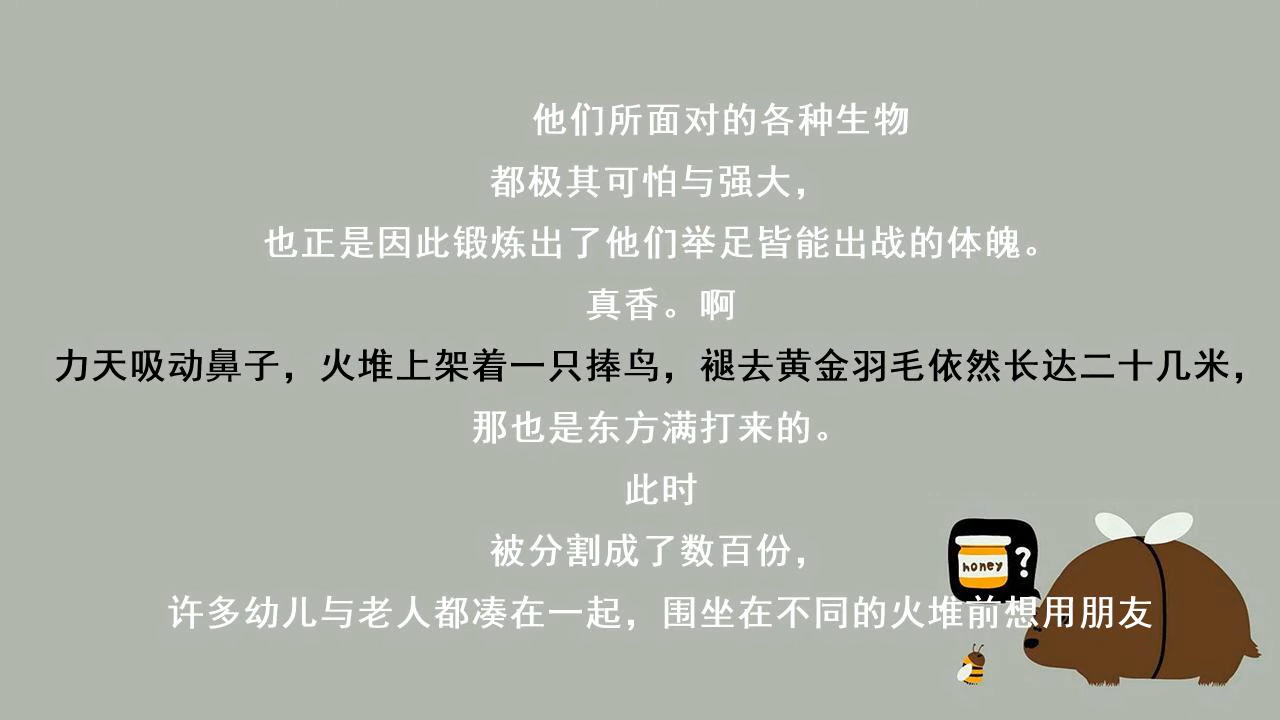 他们所面对的各种生物
都极其可怕与强大，
也正是因此锻炼出了他们举足皆能出战的体魄。
真香。啊
力天吸动鼻子，火堆上架着一只捧鸟，褪去黄金羽毛依然长达二十几米，
那也是东方满打来的。
此时
被分割成了数百份，
honey ?
许多幼儿与老人都凑在一起，围坐在不同的火堆前想用朋友